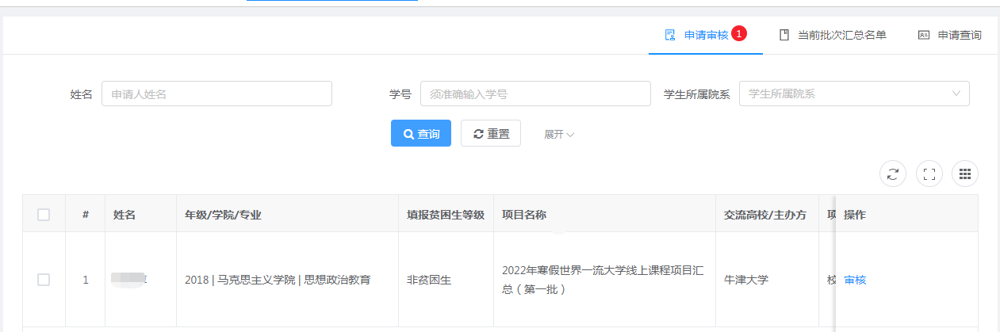 申请审核 1 当前批次汇总名单 申请查询
姓名 申请人姓名 学号 须准确输入学号 学生所属院系 学生所属院系
查询 重置 展开
# 姓名 年级/学院/专业 填报贫困生等级 项目名称 交流高校/主办方 项 操作
1 2018 | 马克思主义学院 | 思想政治教育 非贫困生 2022年寒假世界一流大学线上课程项目汇 牛津大学 校 审核
总（第一批）